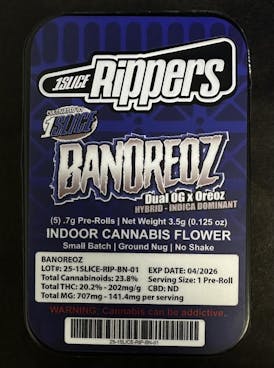 1SLICE
Rippers
1SLICE
BANOREOZ
Dual OG x Oreoz
HYBRID - INDICA DOMINANT
(5) .7g Pre-Rolls | Net Weight 3.5g (0.125 oz)
INDOOR CANNABIS FLOWER
Small Batch | Ground Nug | No Shake
BANOREOZ
LOT#: 25-1SLICE-RIP-BN-01 EXP DATE: 04/2026
Total Cannabinoids: 23.8% Serving Size: 1 Pre-Roll
Total THC: 20.2% - 202mg/g CBD: ND
Total MG: 707mg - 141.4mg per serving
WARNING: Cannabis can be addictive.
25-1SLICE-RIP-BN-01